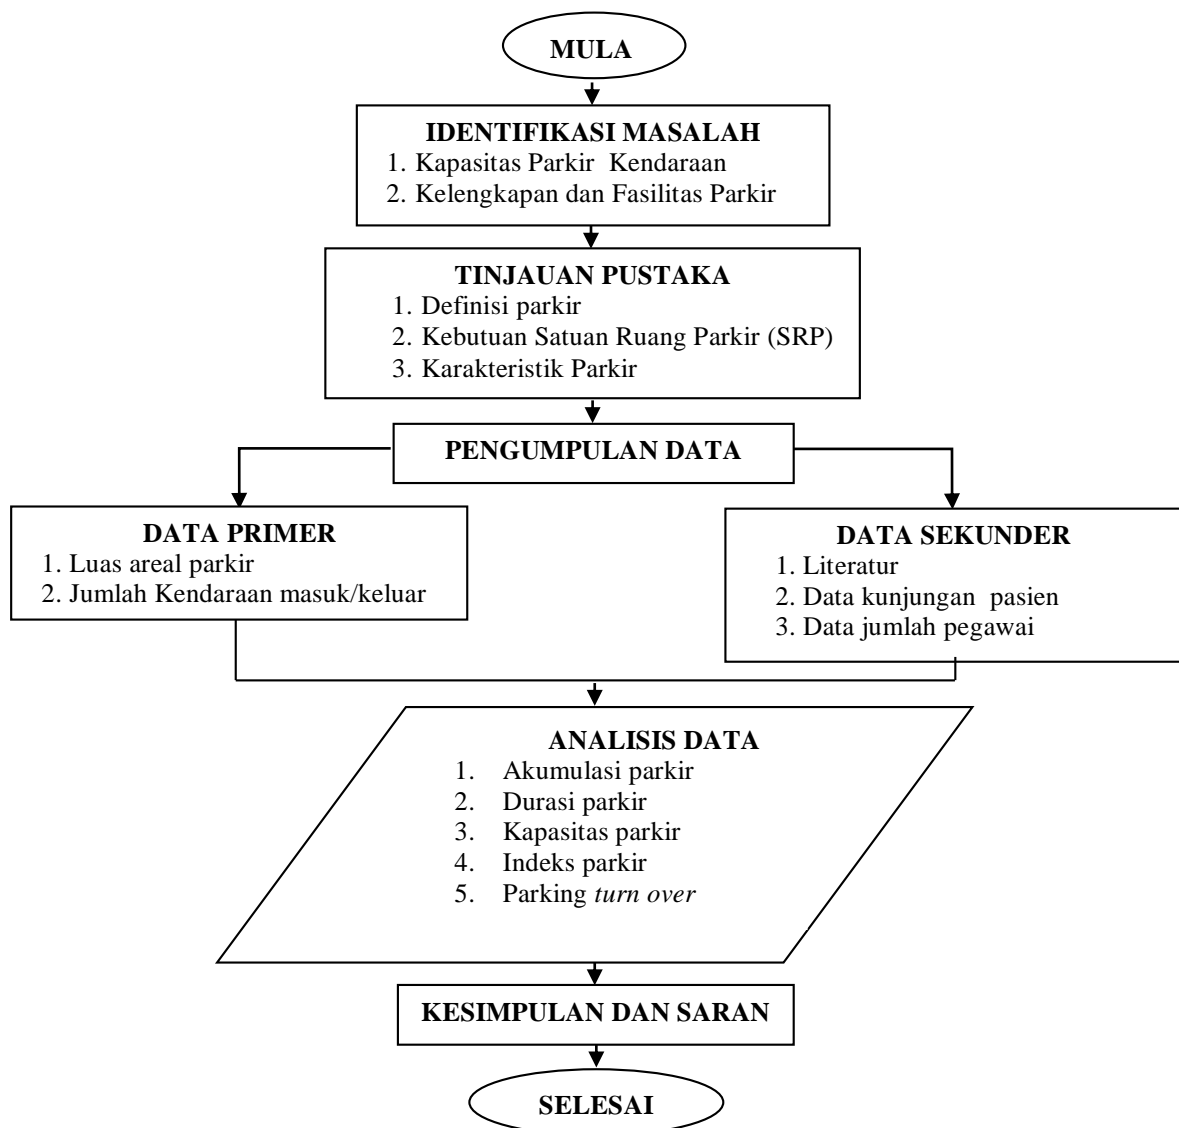 MULA
IDENTIFIKASI MASALAH
1. Kapasitas Parkir Kendaraan
2. Kelengkapan dan Fasilitas Parkir
TINJAUAN PUSTAKA
1. Definisi parkir
2. Kebutuan Satuan Ruang Parkir (SRP)
3. Karakteristik Parkir
PENGUMPULAN DATA
DATA PRIMER
1. Luas areal parkir
2. Jumlah Kendaraan masuk/keluar
DATA SEKUNDER
1. Literatur
2. Data kunjungan pasien
3. Data jumlah pegawai
ANALISIS DATA
1. Akumulasi parkir
2. Durasi parkir
3. Kapasitas parkir
4. Indeks parkir
5. Parking turn over
KESIMPULAN DAN SARAN
SELESAI